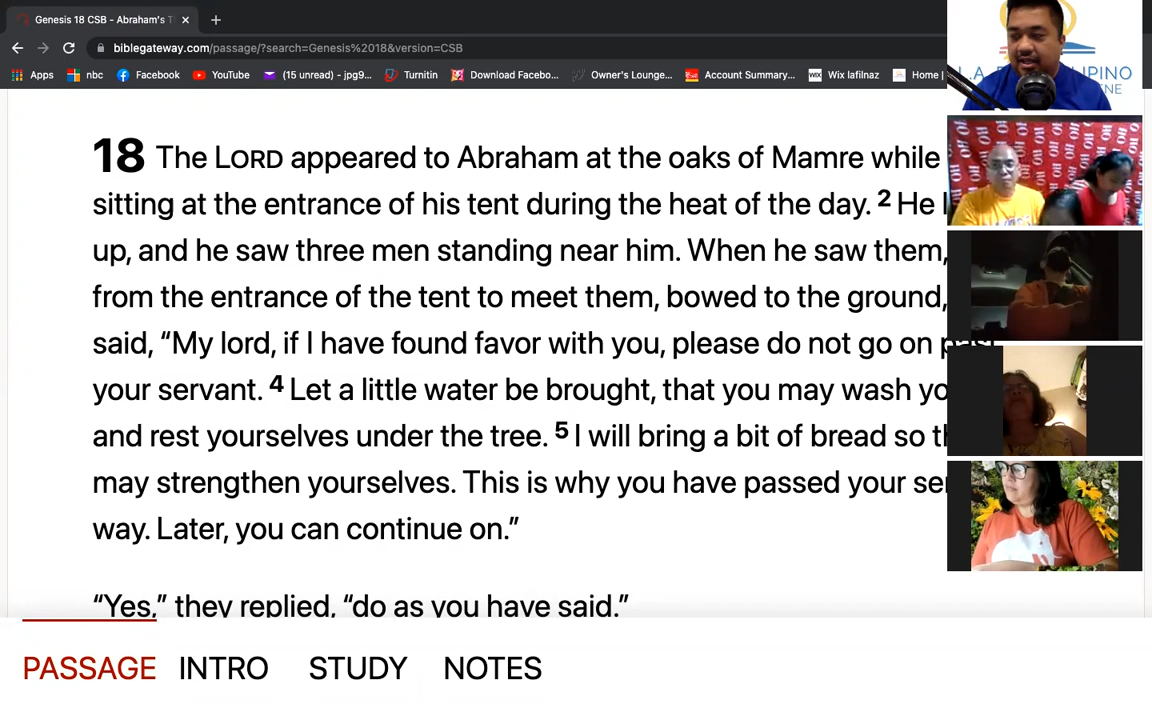 Genesis 18 CSB - Abraham's T
biblegateway.com/passage/?search=Genesis%2018&version=CSB
Apps nbc Facebook YouTube (15 unread) - jpg9... Turnitin Download Facebo... Owner's Lounge... Account Summary... Wix lafilnaz Home |
18 The LORD appeared to Abraham at the oaks of Mamre while
sitting at the entrance of his tent during the heat of the day. 2 He
up, and he saw three men standing near him. When he saw them,
from the entrance of the tent to meet them, bowed to the ground,
said, “My lord, if I have found favor with you, please do not go on past
your servant. 4 Let a little water be brought, that you may wash
and rest yourselves under the tree. 5 I will bring a bit of bread so
may strengthen yourselves. This is why you have passed your
way. Later, you can continue on.”
“Yes,” they replied, “do as you have said.”
PASSAGE INTRO STUDY NOTES